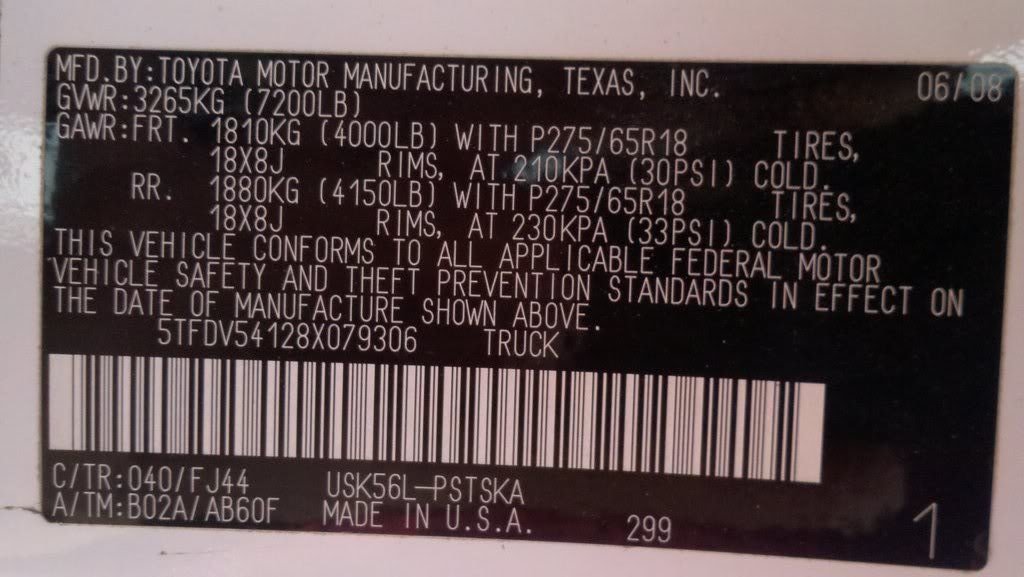 MFD.BY:TOYOTA MOTOR MANUFACTURING, TEXAS, INC. 06/08
GVWR:3265KG (7200LB)
GAWR:FRT. 1810KG (4000LB) WITH P275/65R18 TIRES,
18X8J RIMS, AT 210KPA (30PSI) COLD.
RR. 1880KG (4150LB) WITH P275/65R18 TIRES,
18X8J RIMS, AT 230KPA (33PSI) COLD.
THIS VEHICLE CONFORMS TO ALL APPLICABLE FEDERAL MOTOR
VEHICLE SAFETY AND THEFT PREVENTION STANDARDS IN EFFECT ON
THE DATE OF MANUFACTURE SHOWN ABOVE.
5TFDV54128X079306 TRUCK
C/TR:040/FJ44 USK56L-PSTSKA
A/TM:B02A/AB60F MADE IN U.S.A. 299 1